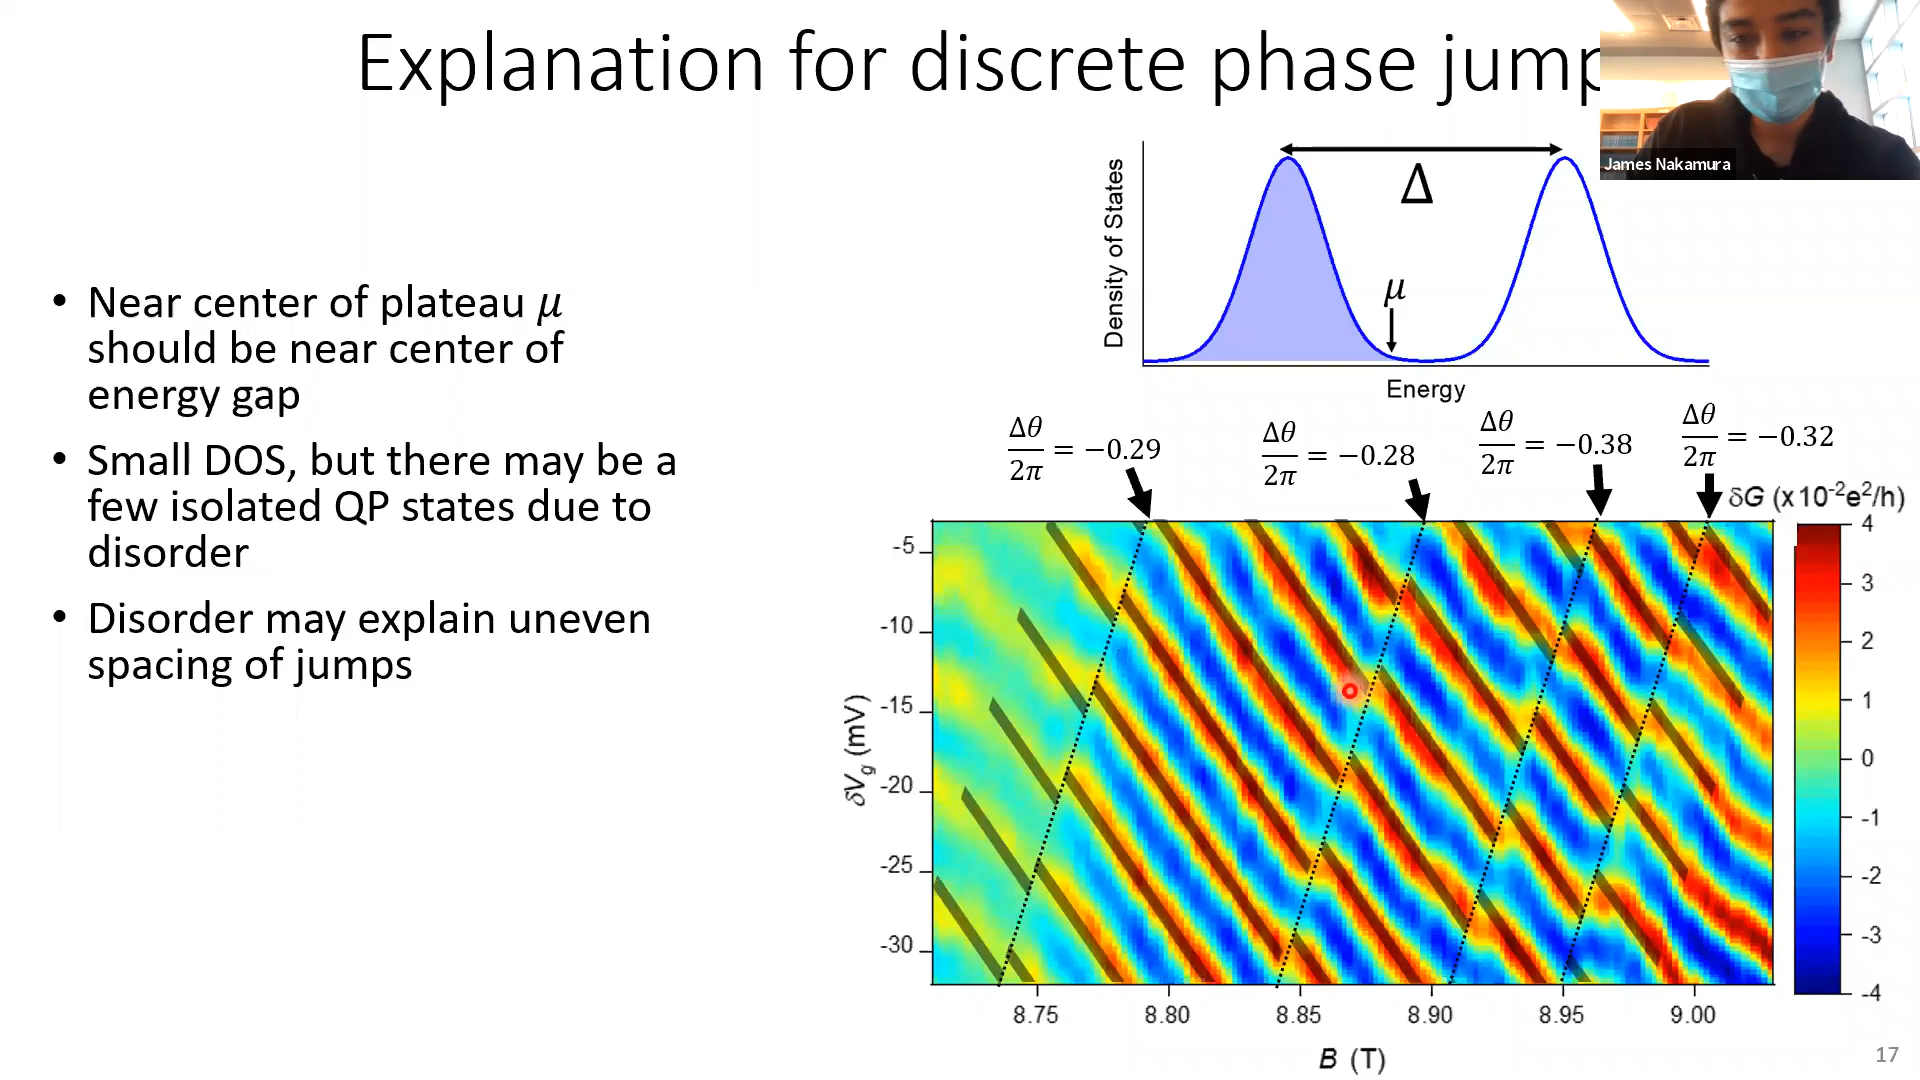 Explanation for discrete phase jump
James Nakamura
Density of States
Δ
μ
Energy
• Near center of plateau μ
should be near center of
energy gap
• Small DOS, but there may be a
few isolated QP states due to
disorder
• Disorder may explain uneven
spacing of jumps
Δθ/2π = −0.29
Δθ/2π = −0.28
Δθ/2π = −0.38
Δθ/2π = −0.32
δG (x10⁻²e²/h)
4
3
2
1
0
-1
-2
-3
-4
δV_g (mV)
-5
-10
-15
-20
-25
-30
8.75 8.80 8.85 8.90 8.95 9.00
B (T)
17